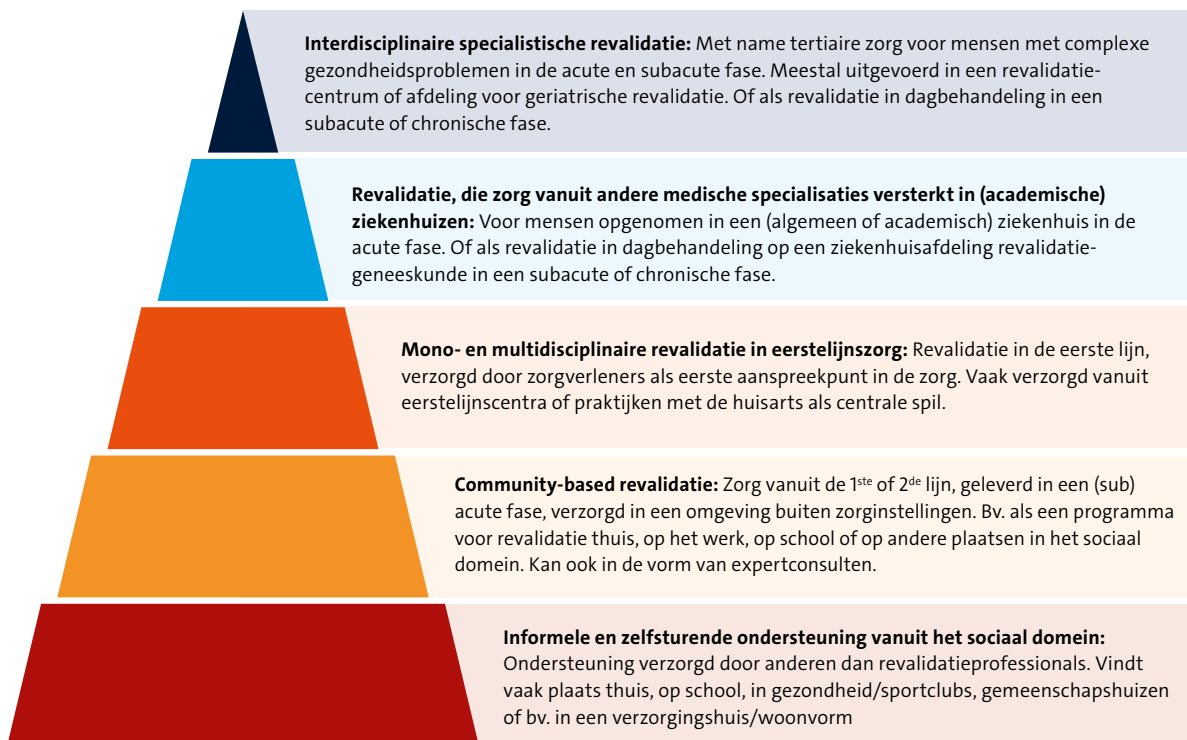 Interdisciplinaire specialistische revalidatie: Met name tertiaire zorg voor mensen met complexe
gezondheidsproblemen in de acute en subacute fase. Meestal uitgevoerd in een revalidatie-
centrum of afdeling voor geriatrische revalidatie. Of als revalidatie in dagbehandeling in een
subacute of chronische fase.
Revalidatie, die zorg vanuit andere medische specialisaties versterkt in (academische)
ziekenhuizen: Voor mensen opgenomen in een (algemeen of academisch) ziekenhuis in de
acute fase. Of als revalidatie in dagbehandeling op een ziekenhuisafdeling revalidatie-
geneeskunde in een subacute of chronische fase.
Mono- en multidisciplinaire revalidatie in eerstelijnszorg: Revalidatie in de eerste lijn,
verzorgd door zorgverleners als eerste aanspreekpunt in de zorg. Vaak verzorgd vanuit
eerstelijnscentra of praktijken met de huisarts als centrale spil.
Community-based revalidatie: Zorg vanuit de 1ste of 2de lijn, geleverd in een (sub)
acute fase, verzorgd in een omgeving buiten zorginstellingen. Bv. als een programma
voor revalidatie thuis, op het werk, op school of op andere plaatsen in het sociaal
domein. Kan ook in de vorm van expertconsulten.
Informele en zelfsturende ondersteuning vanuit het sociaal domein:
Ondersteuning verzorgd door anderen dan revalidatieprofessionals. Vindt
vaak plaats thuis, op school, in gezondheid/sportclubs, gemeenschapshuizen
of bv. in een verzorgingshuis/woonvorm